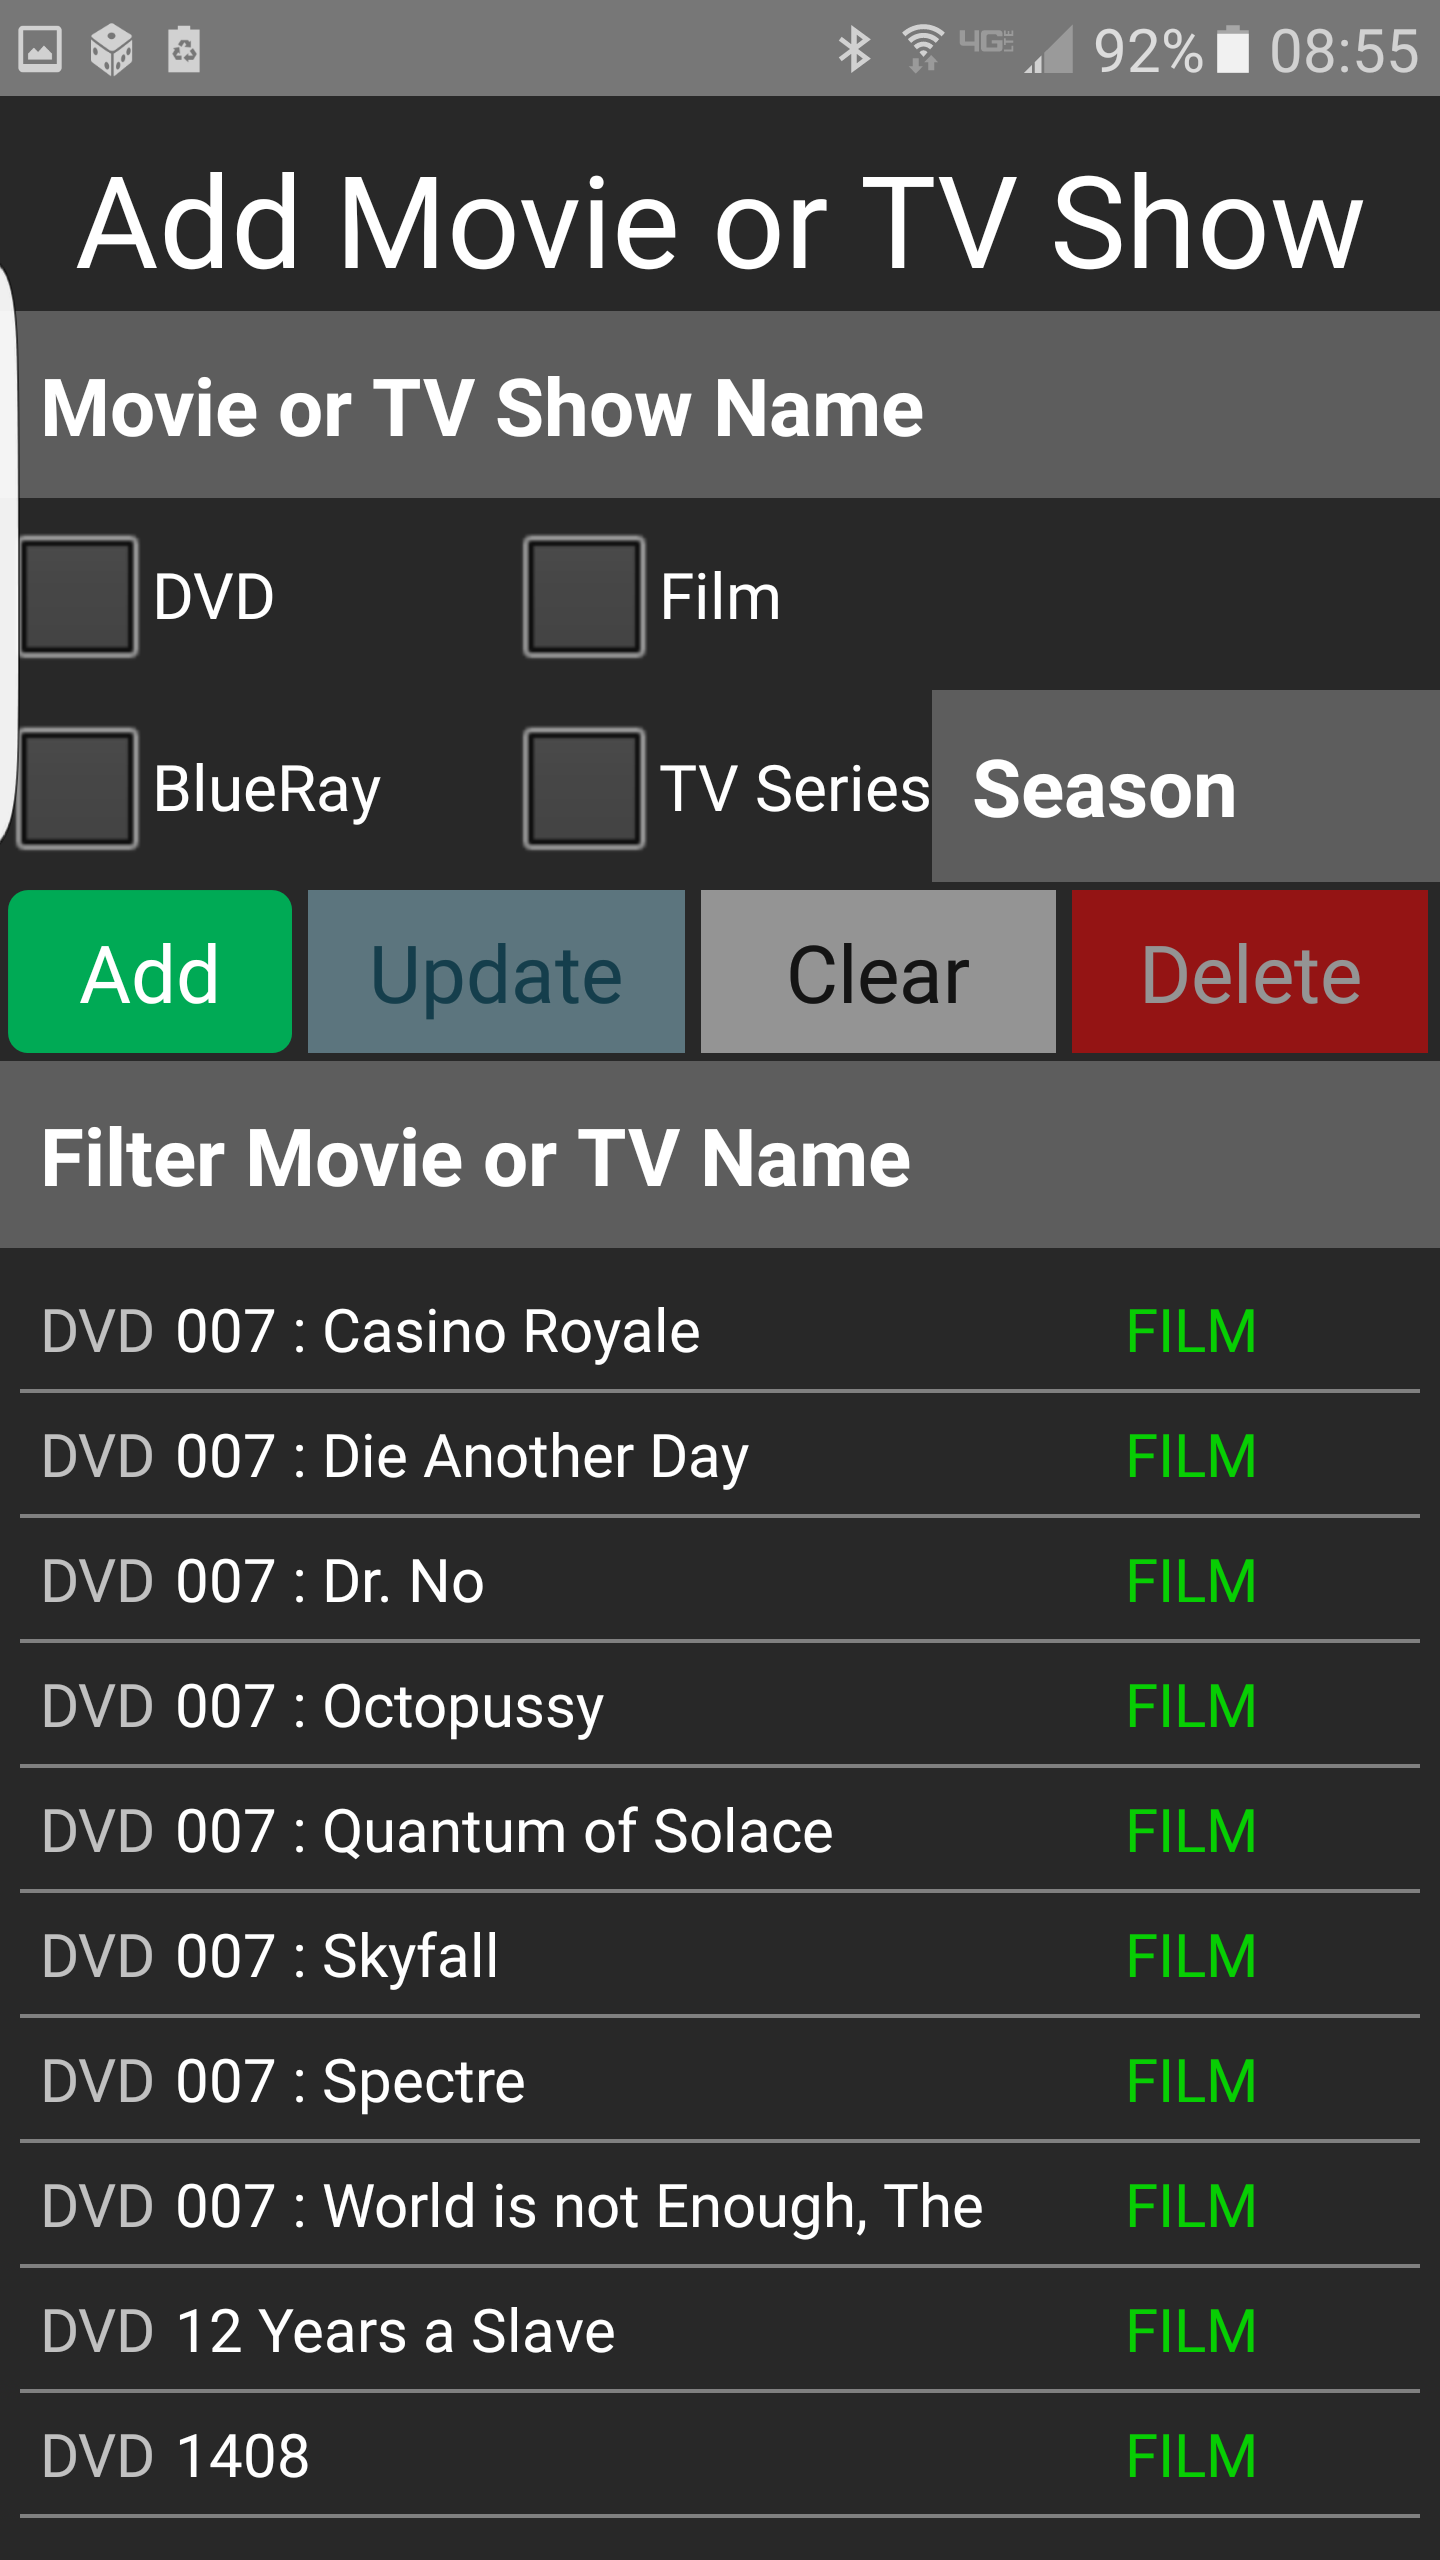 4G LTE 92% 08:55
Add Movie or TV Show
Movie or TV Show Name
DVD Film
BlueRay TV Series Season
Add Update Clear Delete
Filter Movie or TV Name
DVD 007 : Casino Royale FILM
DVD 007 : Die Another Day FILM
DVD 007 : Dr. No FILM
DVD 007 : Octopussy FILM
DVD 007 : Quantum of Solace FILM
DVD 007 : Skyfall FILM
DVD 007 : Spectre FILM
DVD 007 : World is not Enough, The FILM
DVD 12 Years a Slave FILM
DVD 1408 FILM